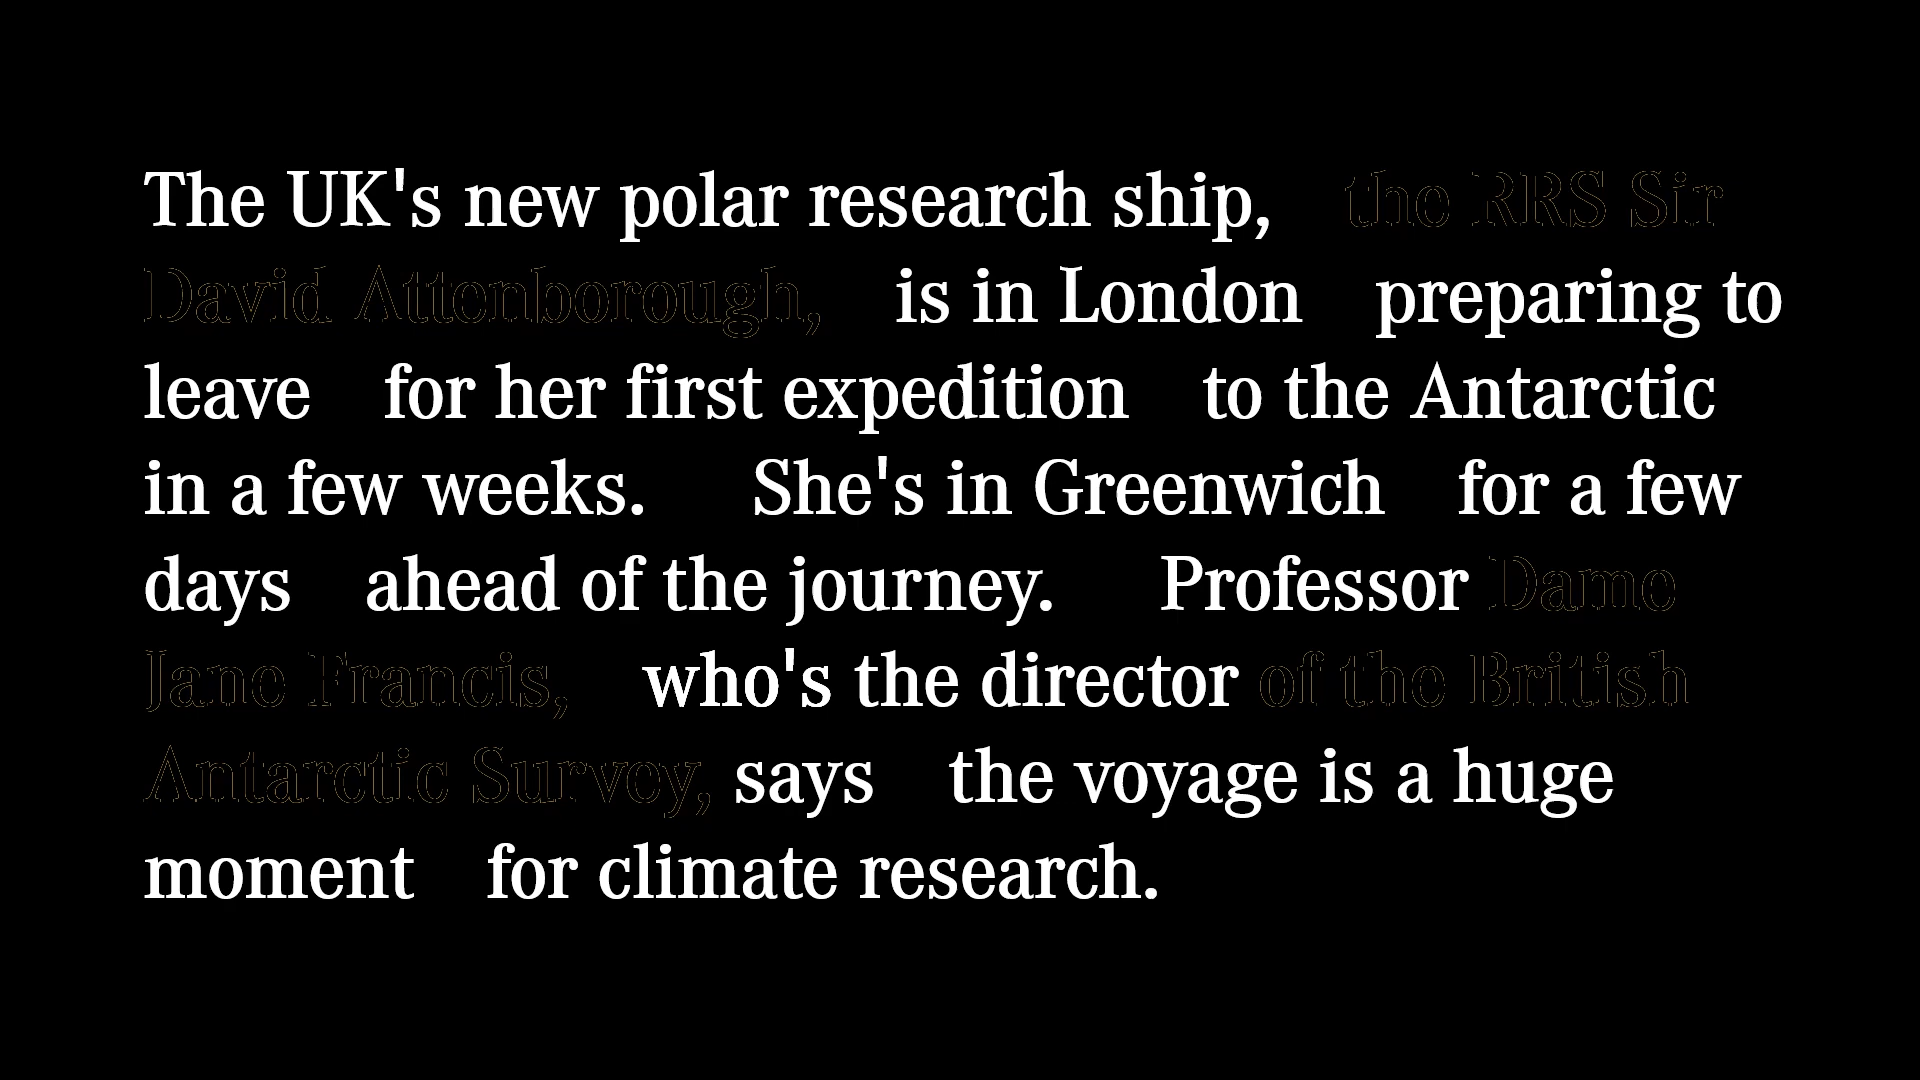 The UK's new polar research ship, the RRS Sir
David Attenborough, is in London preparing to
leave for her first expedition to the Antarctic
in a few weeks. She's in Greenwich for a few
days ahead of the journey. Professor Dame
Jane Francis, who's the director of the British
Antarctic Survey, says the voyage is a huge
moment for climate research.